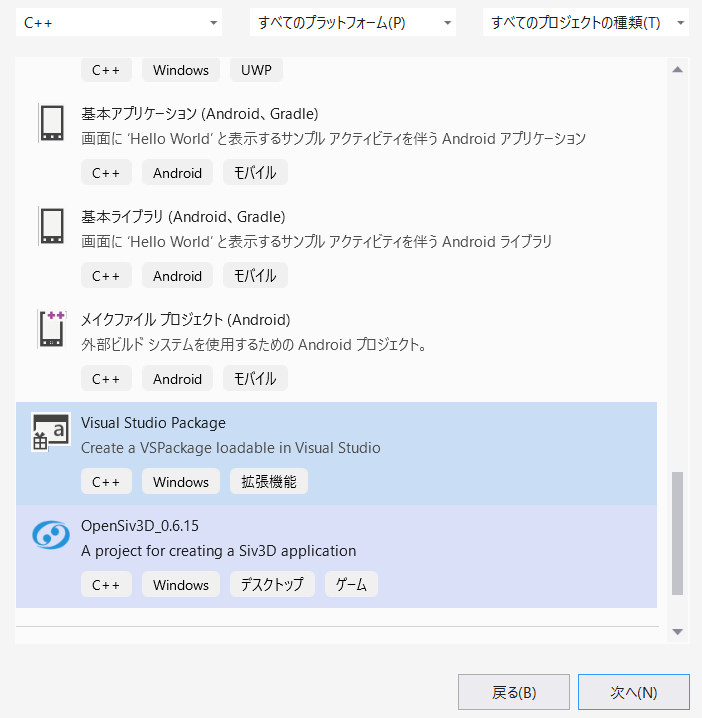 C++ すべてのプラットフォーム(P) すべてのプロジェクトの種類(T)
C++ Windows UWP
基本アプリケーション (Android、Gradle)
画面に 'Hello World' と表示するサンプル アクティビティを伴う Android アプリケーション
C++ Android モバイル
基本ライブラリ (Android、Gradle)
画面に 'Hello World' と表示するサンプル アクティビティを伴う Android ライブラリ
C++ Android モバイル
メイクファイル プロジェクト (Android)
外部ビルド システムを使用するための Android プロジェクト。
C++ Android モバイル
Visual Studio Package
Create a VSPackage loadable in Visual Studio
C++ Windows 拡張機能
OpenSiv3D_0.6.15
A project for creating a Siv3D application
C++ Windows デスクトップ ゲーム
戻る(B) 次へ(N)